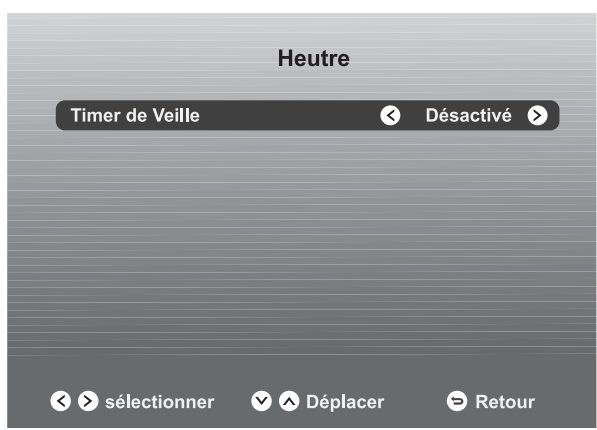 Heutre
Timer de Veille Désactivé
sélectionner Déplacer Retour